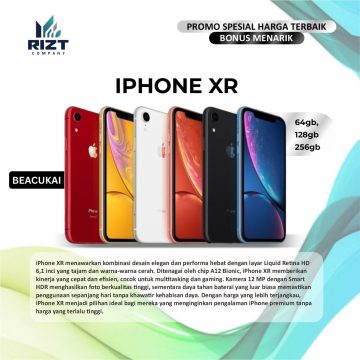 RIZT
COMPANY
PROMO SPESIAL HARGA TERBAIK
BONUS MENARIK
IPHONE XR
64gb,
128gb
256gb
BEACUKAI
iPhone XR menawarkan kombinasi desain elegan dan performa hebat dengan layar Liquid Retina HD
6,1 inci yang tajam dan warna-warna cerah. Ditenagai oleh chip A12 Bionic, iPhone XR memberikan
kinerja yang cepat dan efisien, cocok untuk multitasking dan gaming. Kamera 12 MP dengan Smart
HDR menghasilkan foto berkualitas tinggi, sementara daya tahan baterai yang luar biasa memastikan
penggunaan sepanjang hari tanpa khawatir kehabisan daya. Dengan harga yang lebih terjangkau,
iPhone XR menjadi pilihan ideal bagi mereka yang menginginkan pengalaman iPhone premium tanpa
harga yang terlalu tinggi.